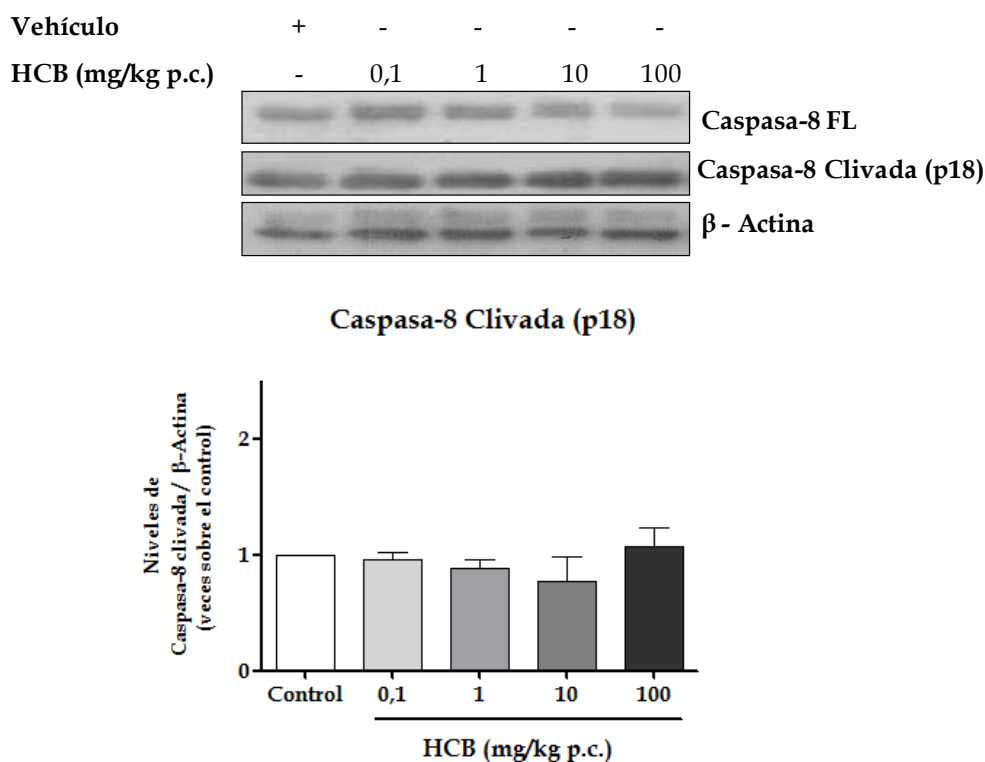 Vehículo + - - - -
HCB (mg/kg p.c.) - 0,1 1 10 100
Caspasa-8 FL
Caspasa-8 Clivada (p18)
β - Actina
Caspasa-8 Clivada (p18)
Niveles de
Caspasa-8 clivada/ β-Actina
(veces sobre el control)
2
1
0
Control 0,1 1 10 100
HCB (mg/kg p.c.)